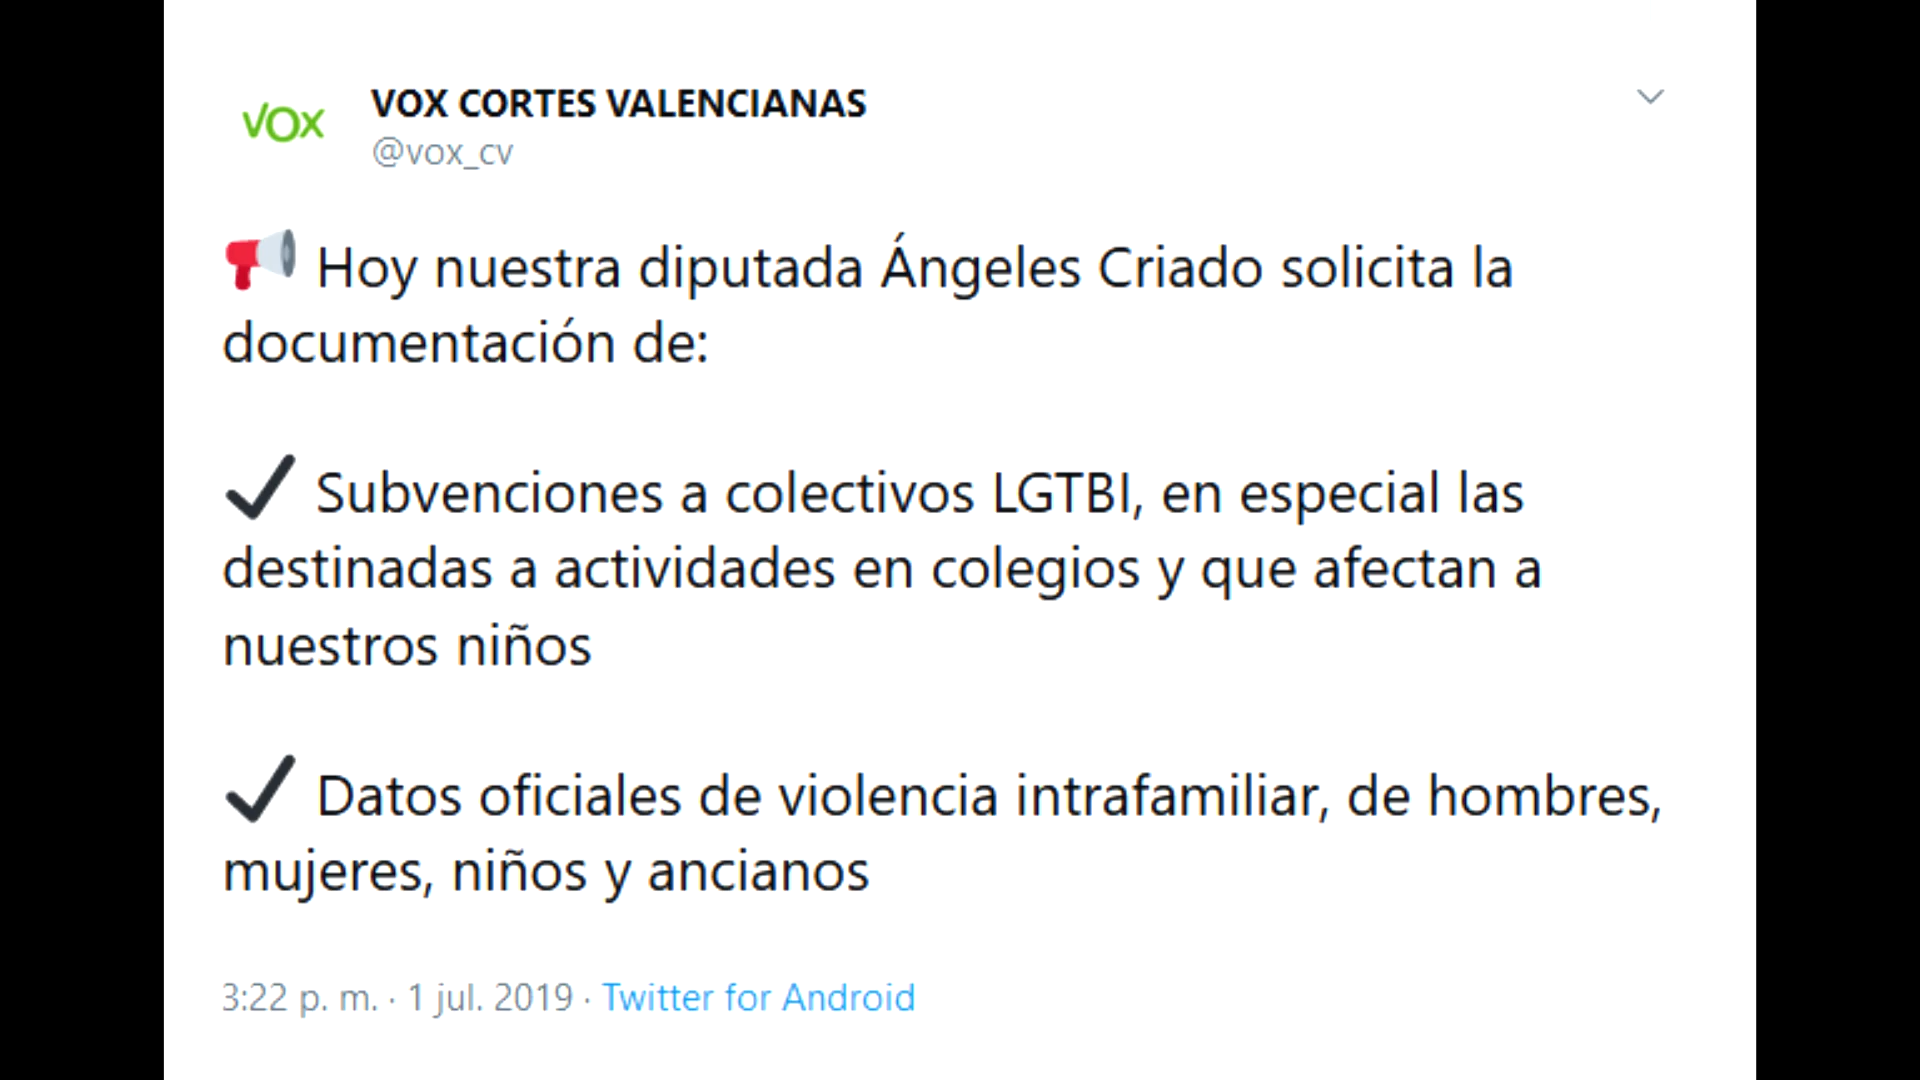 vox
VOX CORTES VALENCIANAS
@vox_cv
📢 Hoy nuestra diputada Ángeles Criado solicita la
documentación de:
✔ Subvenciones a colectivos LGTBI, en especial las
destinadas a actividades en colegios y que afectan a
nuestros niños
✔ Datos oficiales de violencia intrafamiliar, de hombres,
mujeres, niños y ancianos
3:22 p. m. · 1 jul. 2019 · Twitter for Android